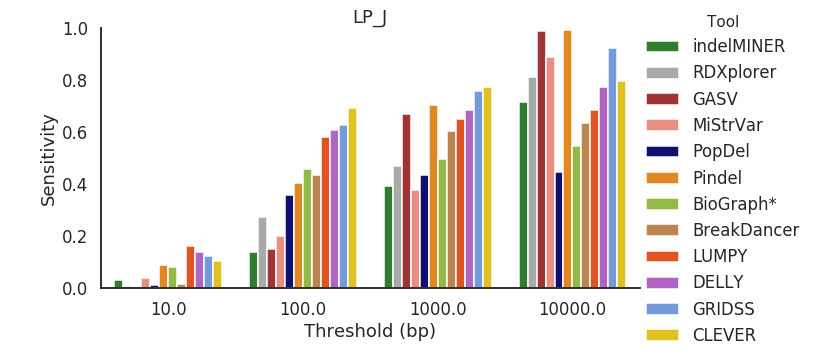 LP_J
Sensitivity
1.0
0.8
0.6
0.4
0.2
0.0
10.0
100.0
1000.0
10000.0
Threshold (bp)
Tool
indelMINER
RDXplorer
GASV
MiStrVar
PopDel
Pindel
BioGraph*
BreakDancer
LUMPY
DELLY
GRIDSS
CLEVER